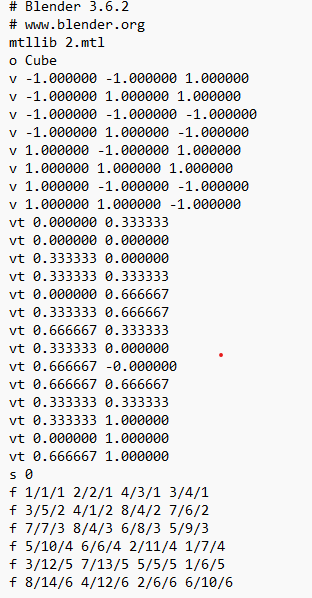 # Blender 3.6.2
# www.blender.org
mtllib 2.mtl
o Cube
v -1.000000 -1.000000 1.000000
v -1.000000 1.000000 1.000000
v -1.000000 -1.000000 -1.000000
v -1.000000 1.000000 -1.000000
v 1.000000 -1.000000 1.000000
v 1.000000 1.000000 1.000000
v 1.000000 -1.000000 -1.000000
v 1.000000 1.000000 -1.000000
vt 0.000000 0.333333
vt 0.000000 0.000000
vt 0.333333 0.000000
vt 0.333333 0.333333
vt 0.000000 0.666667
vt 0.333333 0.666667
vt 0.666667 0.333333
vt 0.333333 0.000000
vt 0.666667 -0.000000
vt 0.666667 0.666667
vt 0.333333 0.333333
vt 0.333333 1.000000
vt 0.000000 1.000000
vt 0.666667 1.000000
s 0
f 1/1/1 2/2/1 4/3/1 3/4/1
f 3/5/2 4/1/2 8/4/2 7/6/2
f 7/7/3 8/4/3 6/8/3 5/9/3
f 5/10/4 6/6/4 2/11/4 1/7/4
f 3/12/5 7/13/5 5/5/5 1/6/5
f 8/14/6 4/12/6 2/6/6 6/10/6